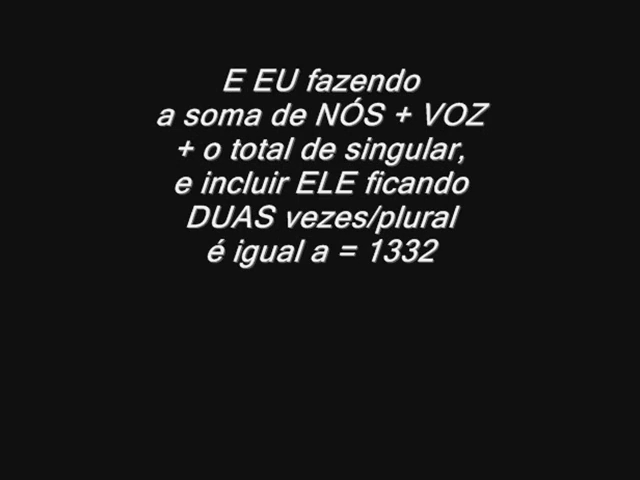 E EU fazendo
a soma de NÓS + VOZ
+ o total de singular,
e incluir ELE ficando
DUAS vezes/plural
é igual a = 1332